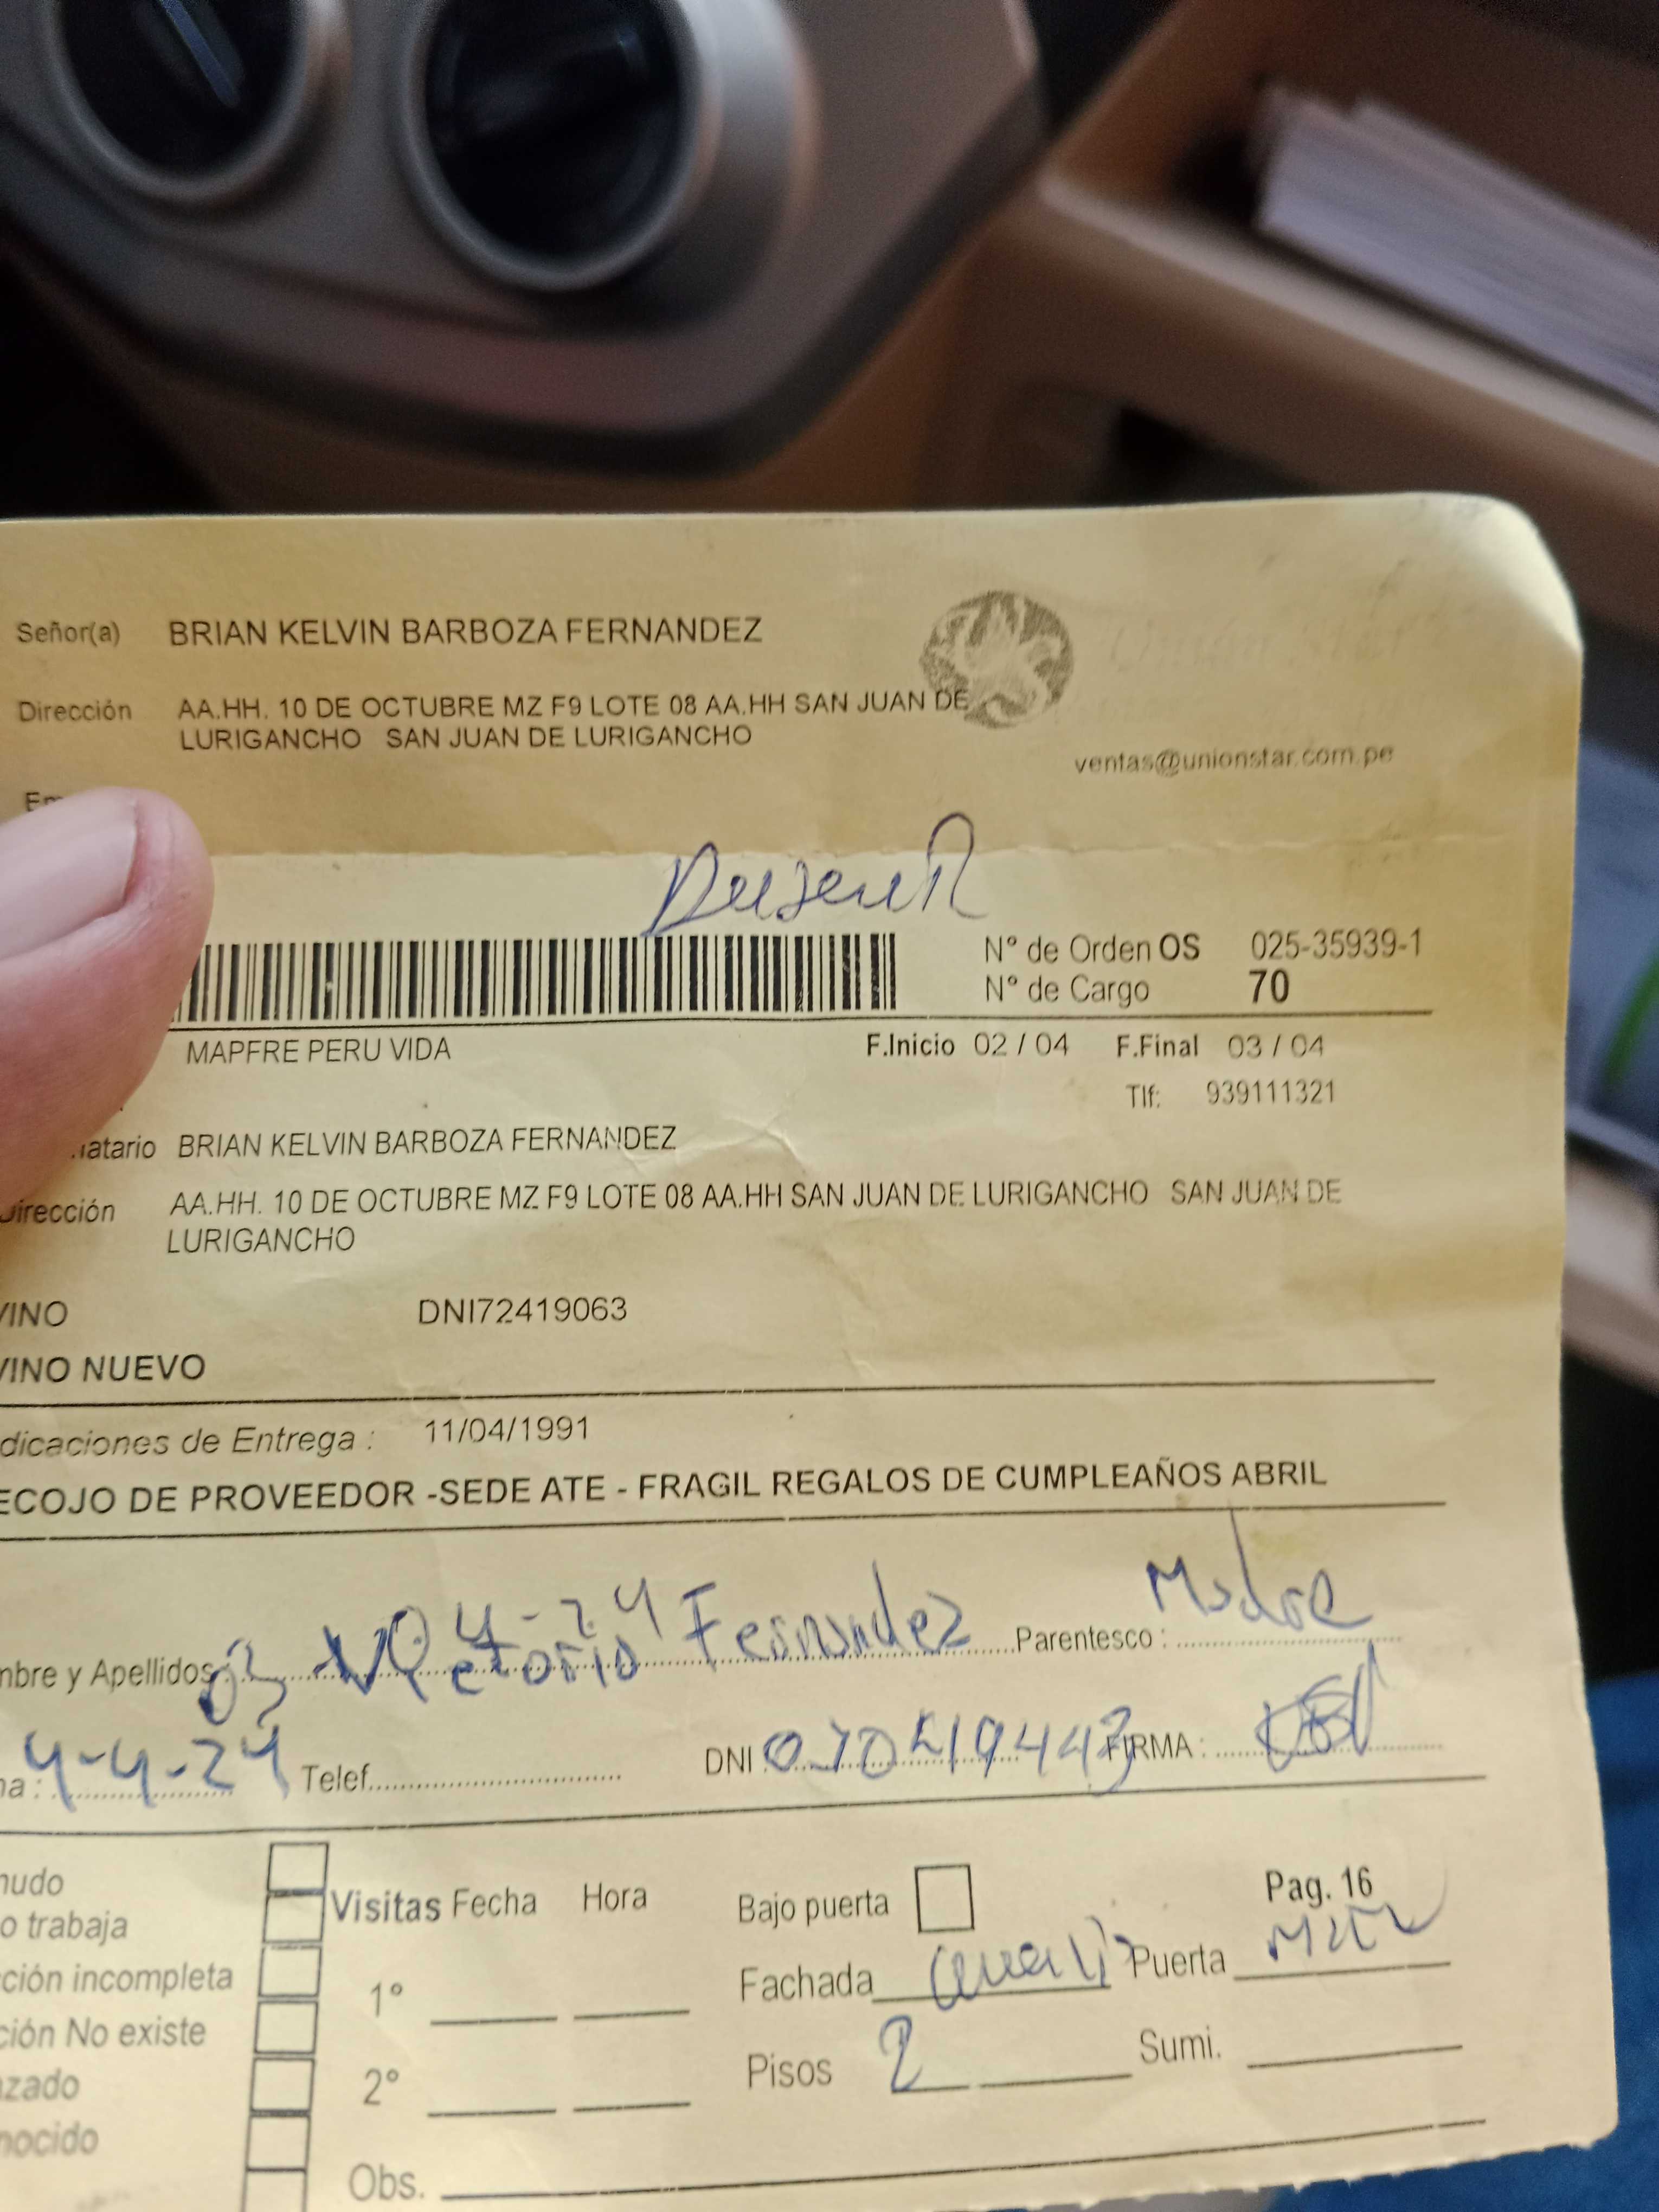 Señor(a) BRIAN KELVIN BARBOZA FERNANDEZ
Dirección AA.HH. 10 DE OCTUBRE MZ F9 LOTE 08 AA.HH SAN JUAN DE
LURIGANCHO SAN JUAN DE LURIGANCHO
ventas@unionstar.com.pe
N° de Orden OS 025-35939-1
N° de Cargo 70
MAPFRE PERU VIDA F.Inicio 02 / 04 F.Final 03 / 04
Tlf: 939111321
atario BRIAN KELVIN BARBOZA FERNANDEZ
irección AA.HH. 10 DE OCTUBRE MZ F9 LOTE 08 AA.HH SAN JUAN DE LURIGANCHO SAN JUAN DE
LURIGANCHO
VINO DNI72419063
VINO NUEVO
dicaciones de Entrega : 11/04/1991
ECOJO DE PROVEEDOR -SEDE ATE - FRAGIL REGALOS DE CUMPLEAÑOS ABRIL
mbre y Apellidos Fernandez Parentesco : Madre
a : 4-4-24 Telef. DNI FIRMA :
nudo
o trabaja
ción incompleta
ción No existe
zado
nocido
Visitas Fecha Hora
1°
2°
Obs.
Bajo puerta Pag. 16
Fachada Puerta
Pisos 2 Sumi.